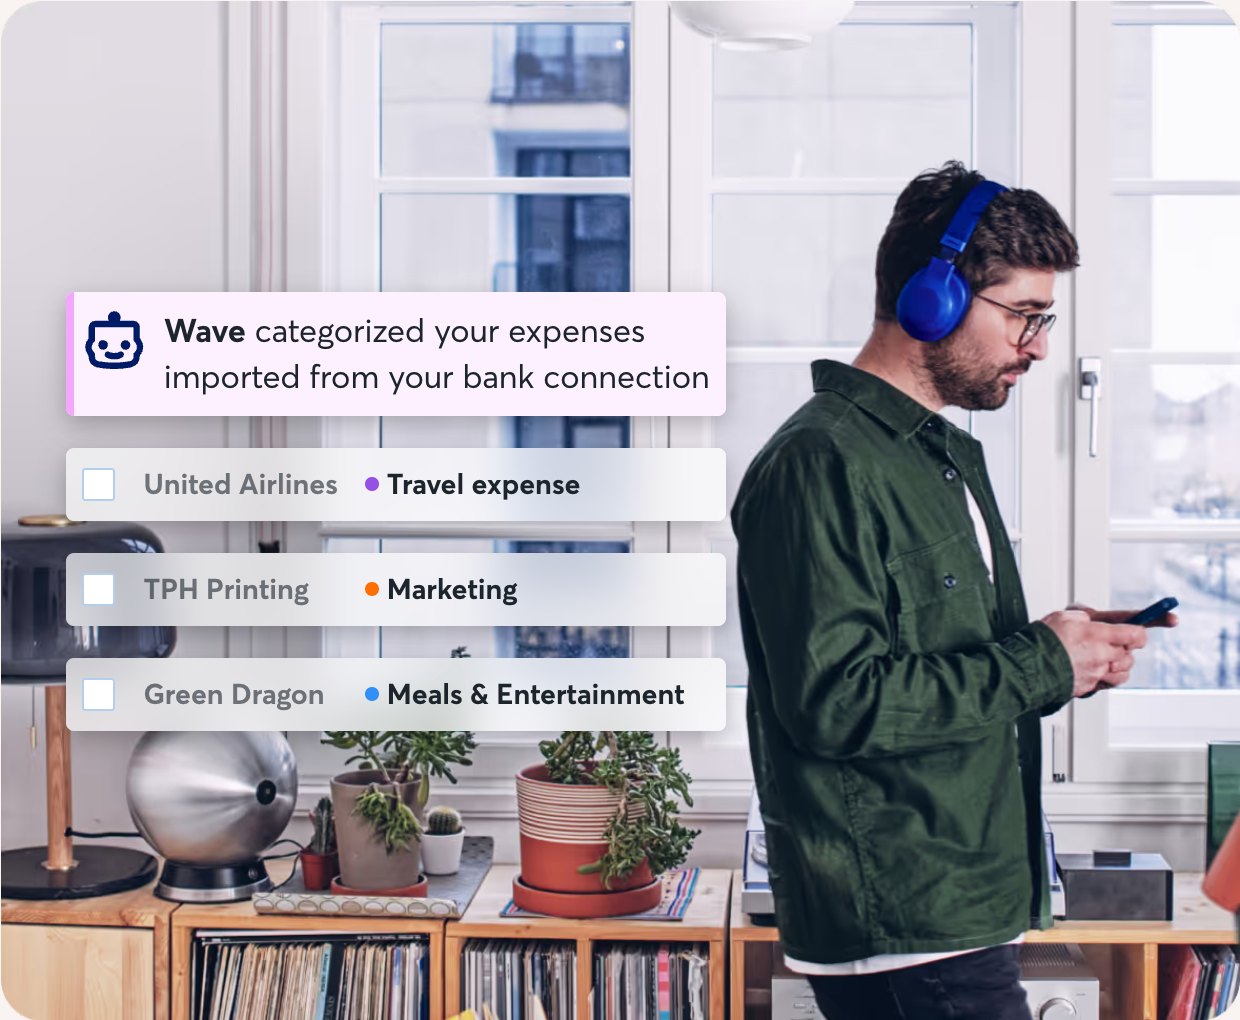 Wave categorized your expenses
imported from your bank connection
United Airlines Travel expense
TPH Printing Marketing
Green Dragon Meals & Entertainment